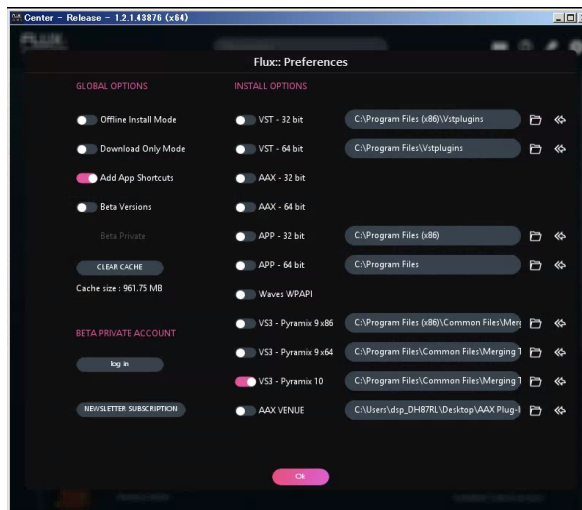 Center - Release - 1.2.1.43876 (x64)
Flux:: Preferences
GLOBAL OPTIONS
Offline Install Mode
Download Only Mode
Add App Shortcuts
Beta Versions
Beta Private
CLEAR CACHE
Cache size : 961.75 MB
BETA PRIVATE ACCOUNT
log in
NEWSLETTER SUBSCRIPTION
INSTALL OPTIONS
VST - 32 bit C:\Program Files (x86)\Vstplugins
VST - 64 bit C:\Program Files\Vstplugins
AAX - 32 bit
AAX - 64 bit
APP - 32 bit C:\Program Files (x86)
APP - 64 bit C:\Program Files
Waves WPAPI
VS3 - Pyramix 9 x86 C:\Program Files (x86)\Common Files\Merg
VS3 - Pyramix 9 x64 C:\Program Files\Common Files\Merging T
VS3 - Pyramix 10 C:\Program Files\Common Files\Merging T
AAX VENUE C:\Users\dsp_DH87RL\Desktop\AAX Plug-I
Ok